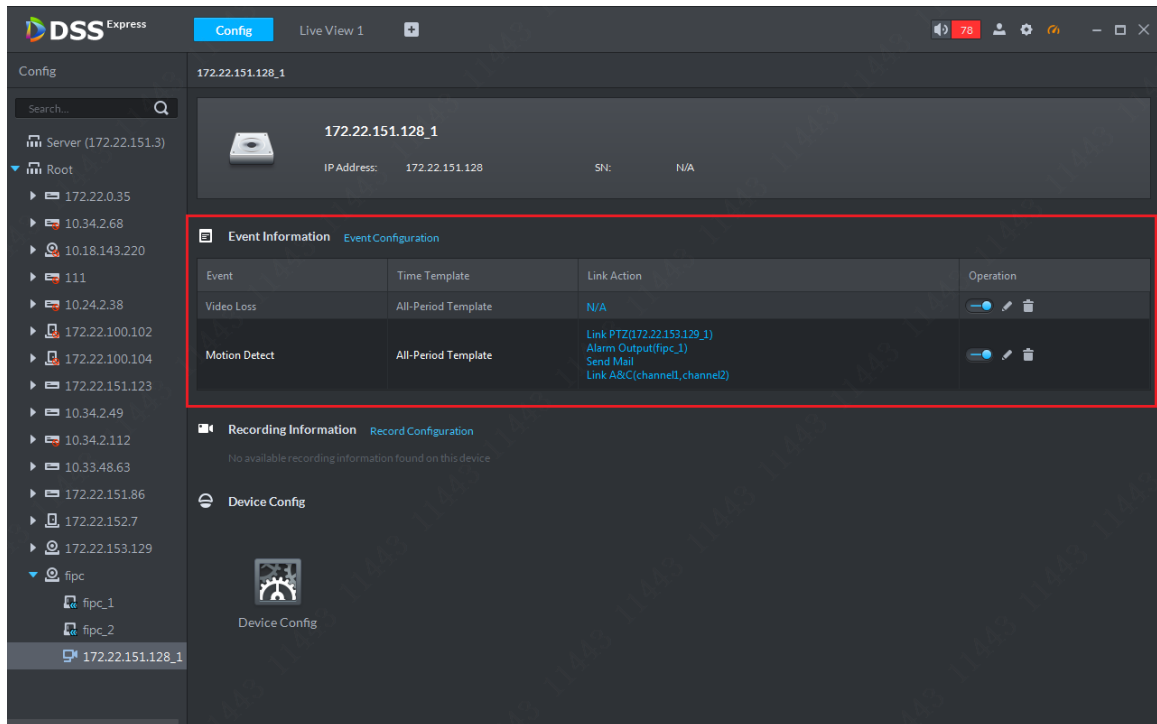 DSS Express
Config
Live View 1
78
Config
172.22.151.128_1
Search...
Server (172.22.151.3)
Root
172.22.0.35
10.34.2.68
10.18.143.220
111
10.24.2.38
172.22.100.102
172.22.100.104
172.22.151.123
10.34.2.49
10.34.2.112
10.33.48.63
172.22.151.86
172.22.152.7
172.22.153.129
fipc
fipc_1
fipc_2
172.22.151.128_1
172.22.151.128_1
IP Address: 172.22.151.128 SN: N/A
Event Information Event Configuration
Event Time Template Link Action Operation
Video Loss All-Period Template N/A
Motion Detect All-Period Template
Link PTZ(172.22.153.129_1)
Alarm Output(fipc_1)
Send Mail
Link A&C(channel1,channel2)
Recording Information Record Configuration
No available recording information found on this device
Device Config
Device Config
11443 11443